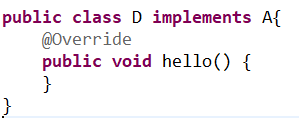 public class D implements A{
    @Override
    public void hello() {
    }
}